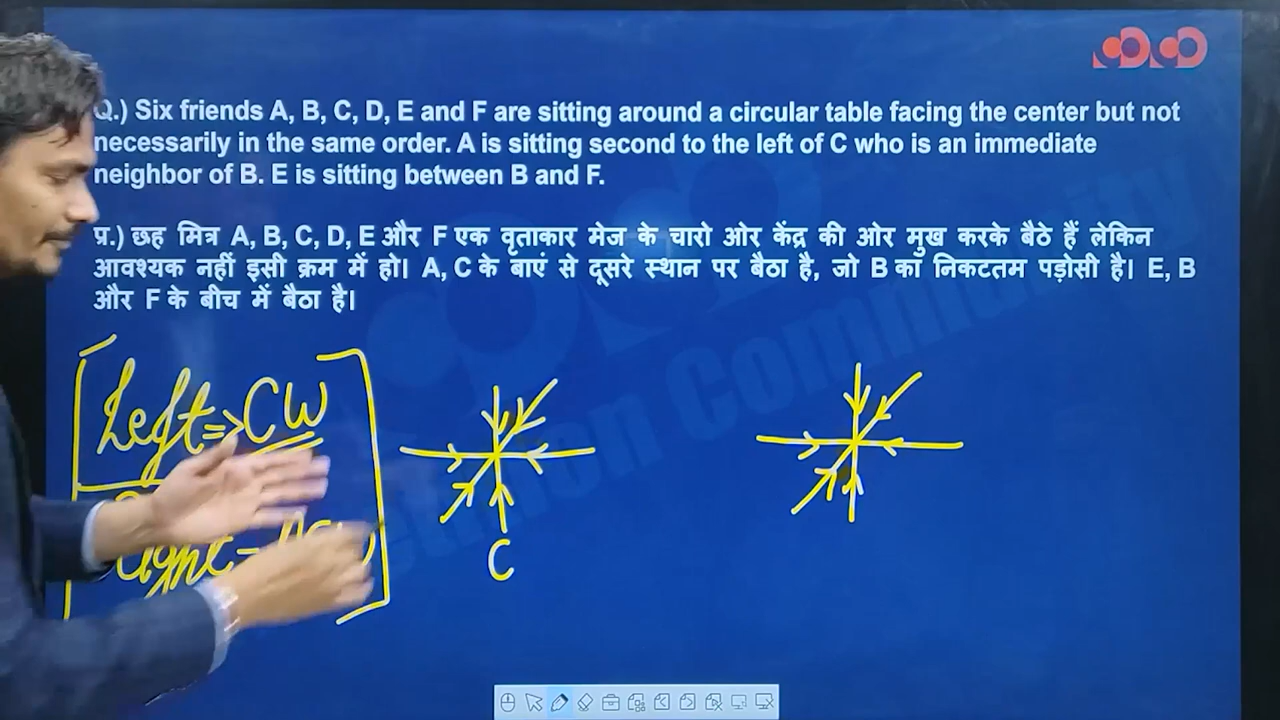 Q.) Six friends A, B, C, D, E and F are sitting around a circular table facing the center but not
necessarily in the same order. A is sitting second to the left of C who is an immediate
neighbor of B. E is sitting between B and F.
प्र.) छह मित्र A, B, C, D, E और F एक वृताकार मेज के चारो ओर केंद्र की ओर मुख करके बैठे हैं लेकिन
आवश्यक नहीं इसी क्रम में हो। A, C के बाएं से दूसरे स्थान पर बैठा है, जो B का निकटतम पड़ोसी है। E, B
और F के बीच में बैठा है।
Left => CW
C